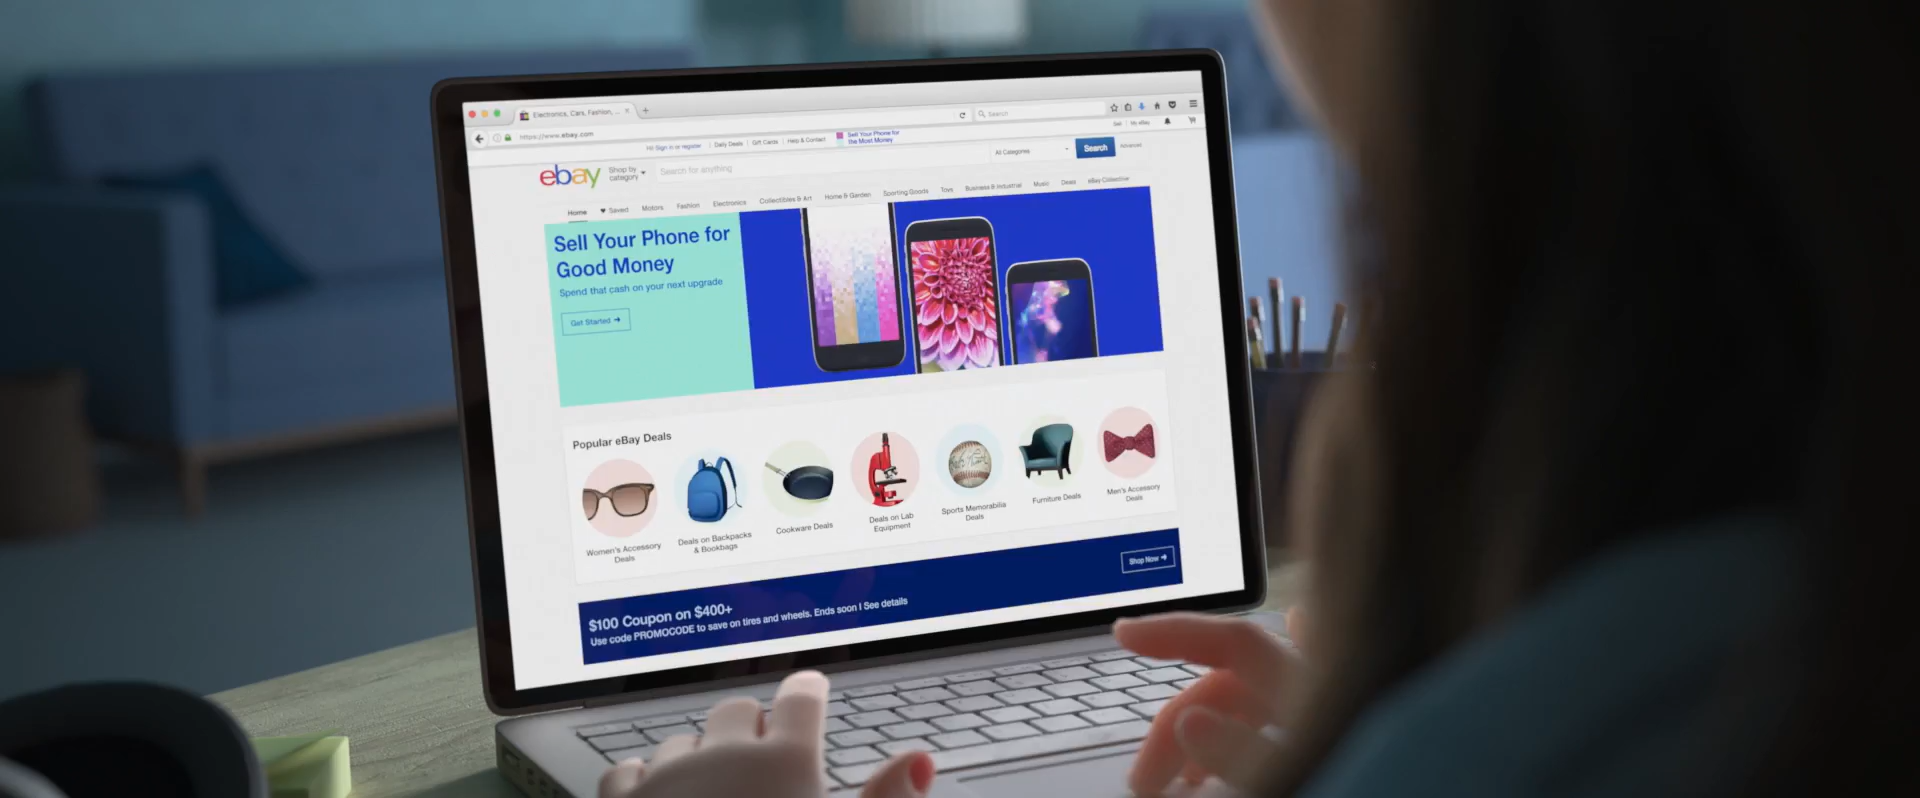 Electronics, Cars, Fashion, ...
https://www.ebay.com
Search
Sell | My eBay
Hi! Sign in or register | Daily Deals | Gift Cards | Help & Contact
Sell Your Phone for
the Most Money
ebay
Shop by
category
Search for anything
All Categories
Search
Advanced
Home Saved Motors Fashion Electronics Collectibles & Art Home & Garden Sporting Goods Toys Business & Industrial Music Deals eBay Collective
Sell Your Phone for
Good Money
Spend that cash on your next upgrade
Get Started →
Popular eBay Deals
Women's Accessory
Deals
Deals on Backpacks
& Bookbags
Cookware Deals
Deals on Lab
Equipment
Sports Memorabilia
Deals
Furniture Deals
Men's Accessory
Deals
$100 Coupon on $400+
Use code PROMOCODE to save on tires and wheels. Ends soon | See details
Shop Now →